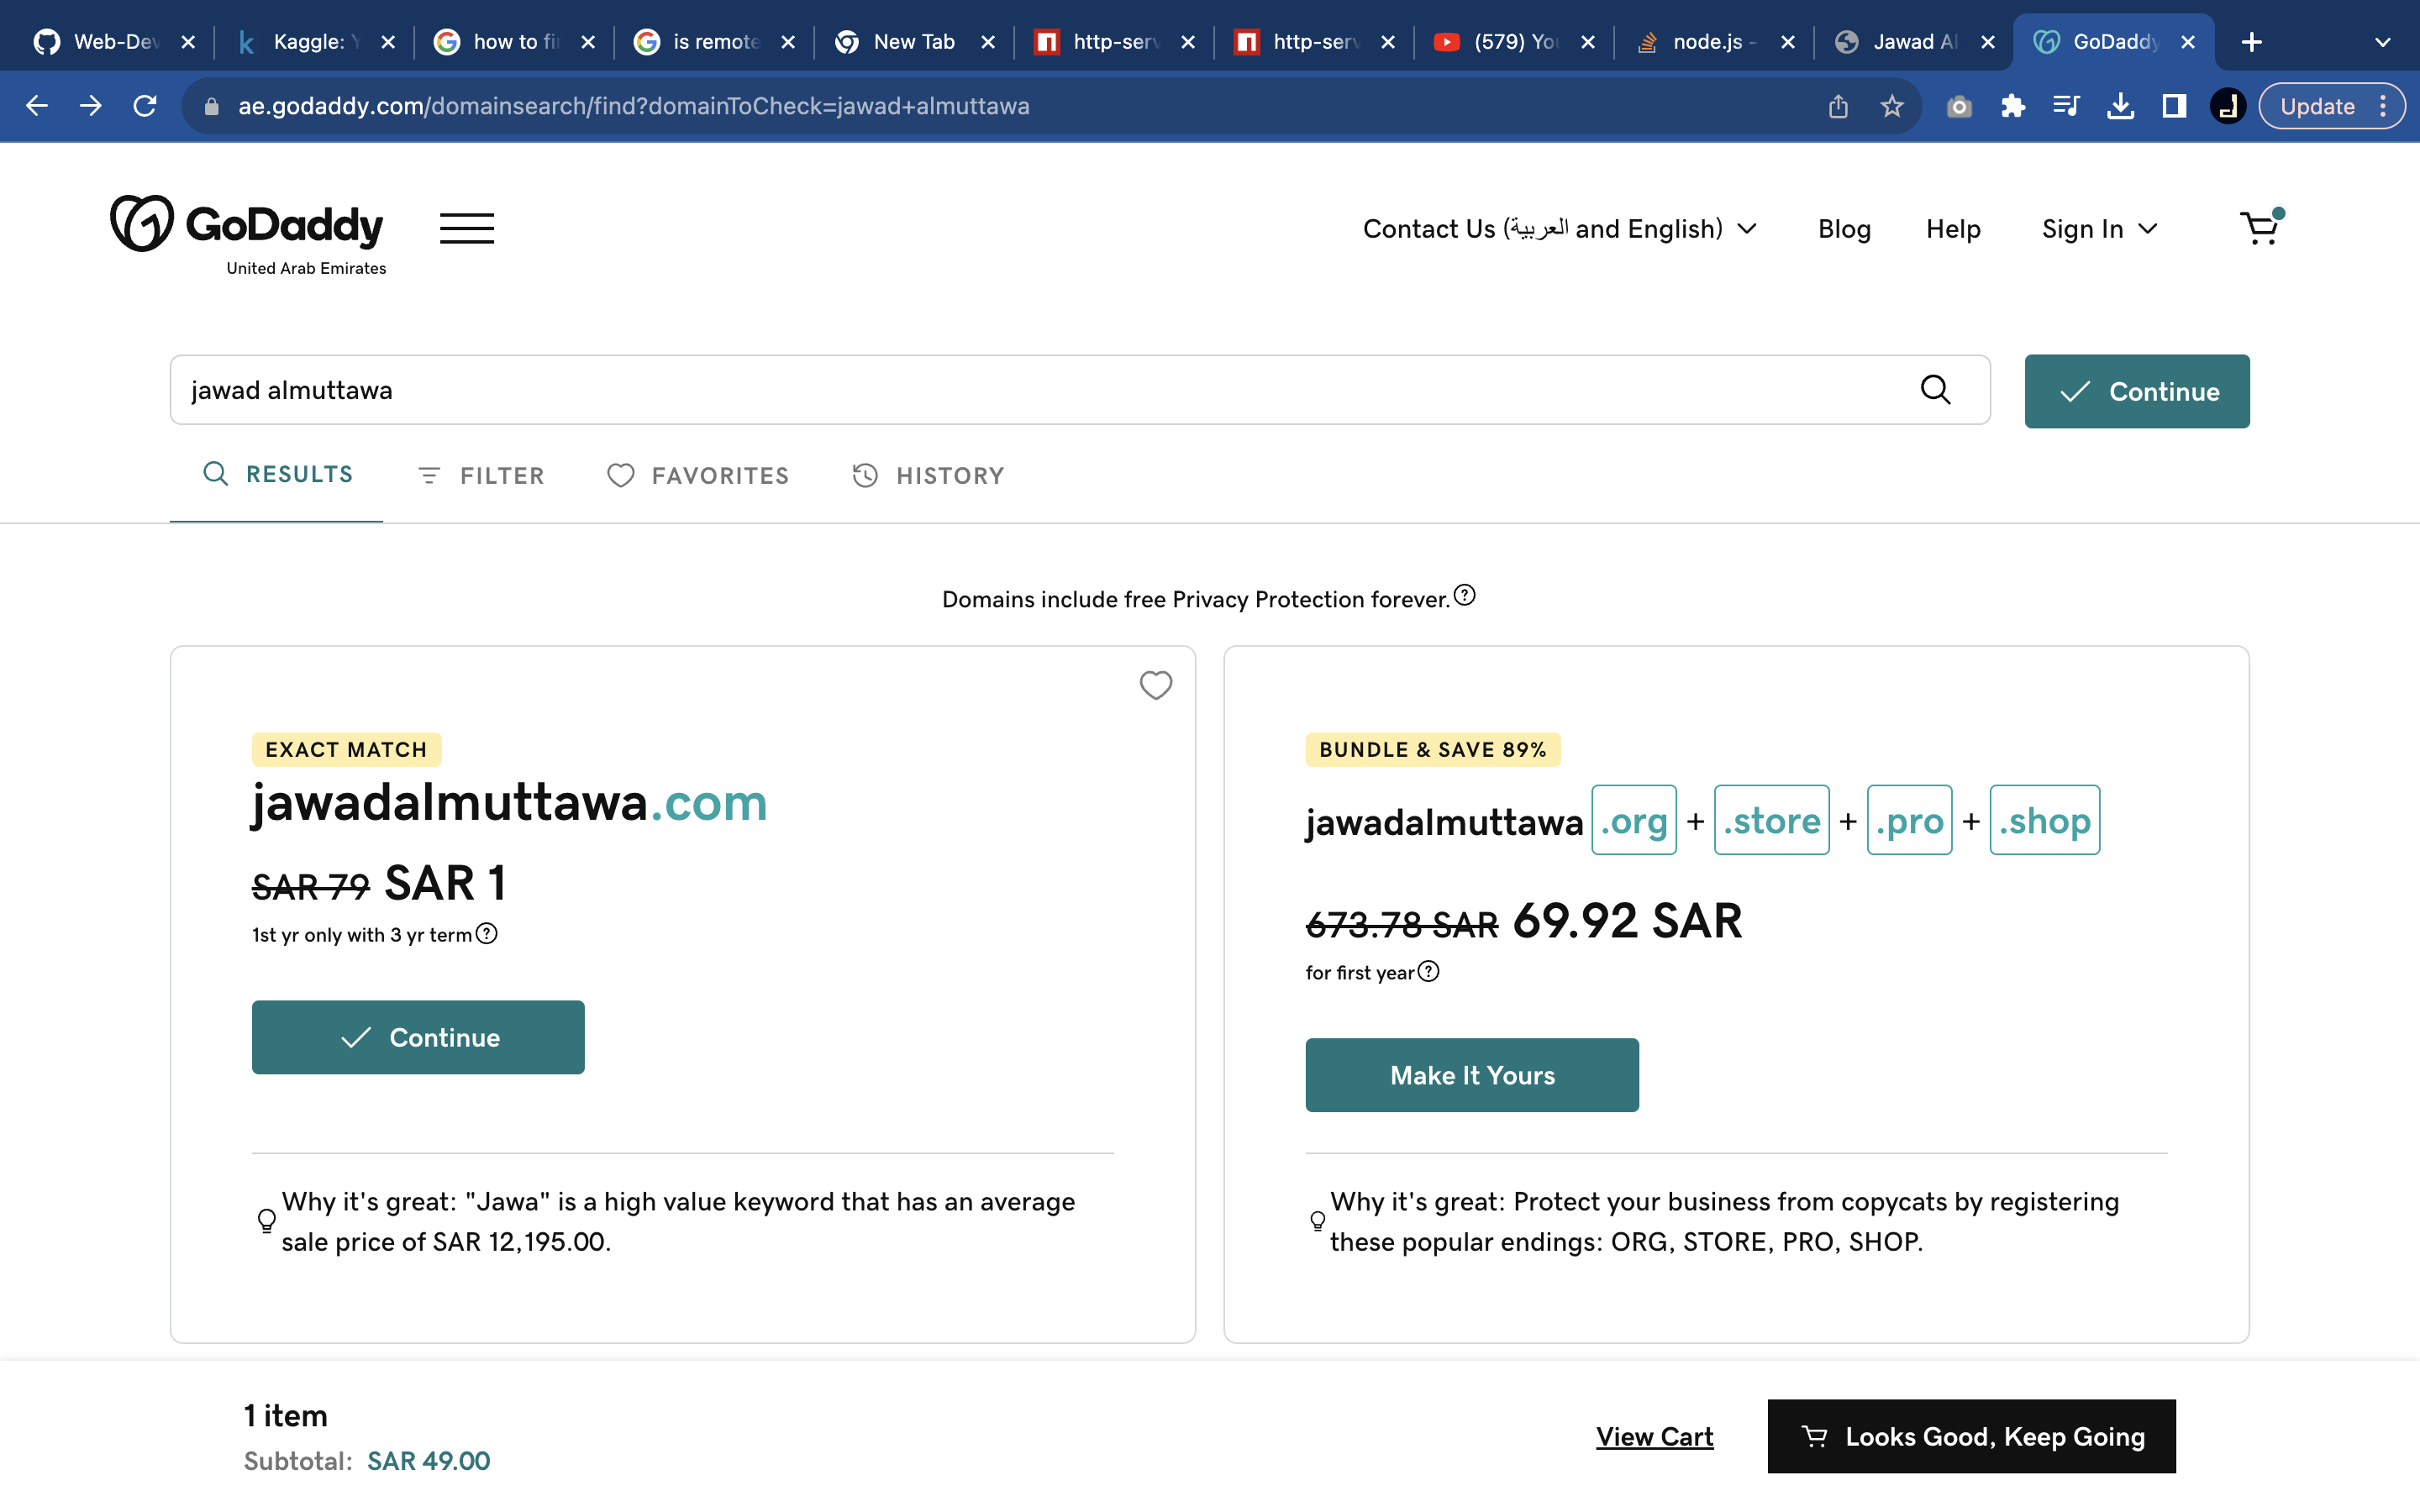 Web-Dev
Kaggle: Y
how to fi
is remote
New Tab
http-serv
http-serv
(579) You
node.js -
Jawad Al
GoDaddy
ae.godaddy.com/domainsearch/find?domainToCheck=jawad+almuttawa
Update
GoDaddy
United Arab Emirates
Contact Us (العربية and English)
Blog
Help
Sign In
jawad almuttawa
Continue
RESULTS
FILTER
FAVORITES
HISTORY
Domains include free Privacy Protection forever.
EXACT MATCH
jawadalmuttawa.com
SAR 79 SAR 1
1st yr only with 3 yr term
Continue
Why it's great: "Jawa" is a high value keyword that has an average
sale price of SAR 12,195.00.
BUNDLE & SAVE 89%
jawadalmuttawa .org + .store + .pro + .shop
673.78 SAR 69.92 SAR
for first year
Make It Yours
Why it's great: Protect your business from copycats by registering
these popular endings: ORG, STORE, PRO, SHOP.
1 item
Subtotal: SAR 49.00
View Cart
Looks Good, Keep Going